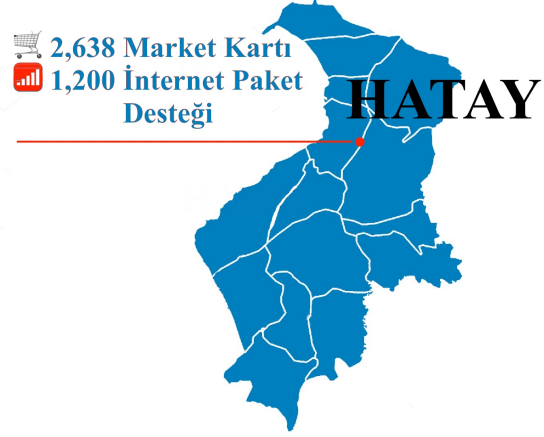 2,638 Market Kartı
1,200 İnternet Paket
Desteği
HATAY